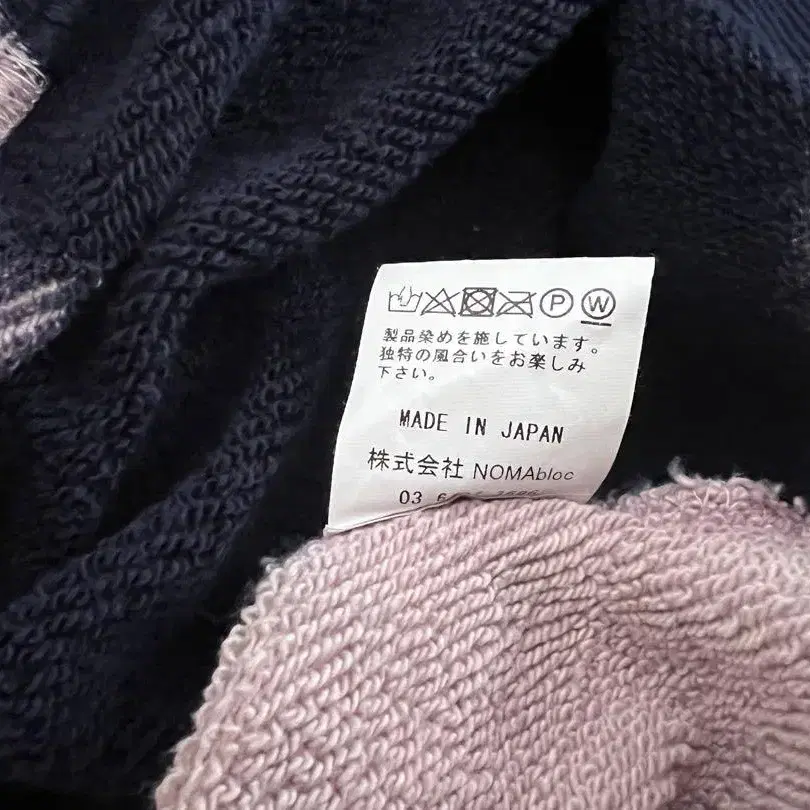 P W
製品染めを施しています。
独特の風合いをお楽しみ
下さい。
MADE IN JAPAN
株式会社 NOMAbloc
03